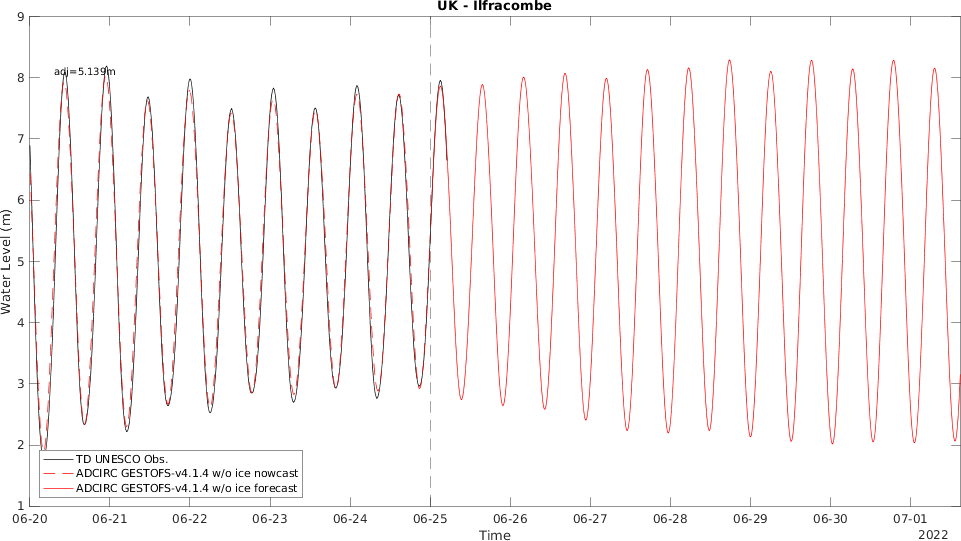 UK - Ilfracombe
9
8
7
6
5
4
3
2
1
Water Level (m)
adj=5.139m
TD UNESCO Obs.
ADCIRC GESTOFS-v4.1.4 w/o ice nowcast
ADCIRC GESTOFS-v4.1.4 w/o ice forecast
06-20 06-21 06-22 06-23 06-24 06-25 06-26 06-27 06-28 06-29 06-30 07-01
Time
2022